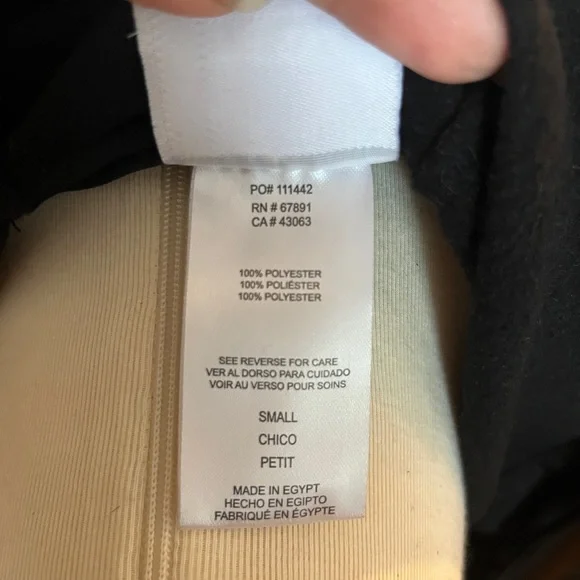 PO# 111442
RN # 67891
CA # 43063
100% POLYESTER
100% POLIÉSTER
100% POLYESTER
SEE REVERSE FOR CARE
VER AL DORSO PARA CUIDADO
VOIR AU VERSO POUR SOINS
SMALL
CHICO
PETIT
MADE IN EGYPT
HECHO EN EGIPTO
FABRIQUÉ EN ÉGYPTE